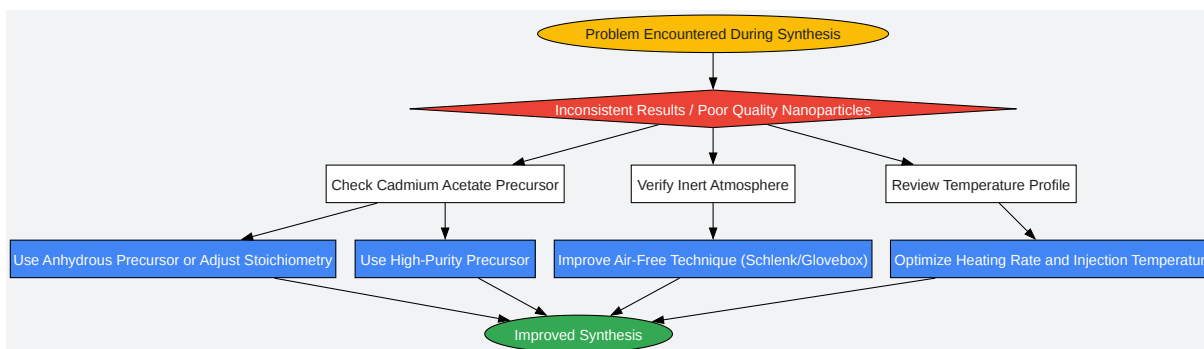 Problem Encountered During Synthesis
Inconsistent Results / Poor Quality Nanoparticles
Check Cadmium Acetate Precursor
Verify Inert Atmosphere
Review Temperature Profile
Use Anhydrous Precursor or Adjust Stoichiometry
Use High-Purity Precursor
Improve Air-Free Technique (Schlenk/Glovebox)
Optimize Heating Rate and Injection Temperature
Improved Synthesis